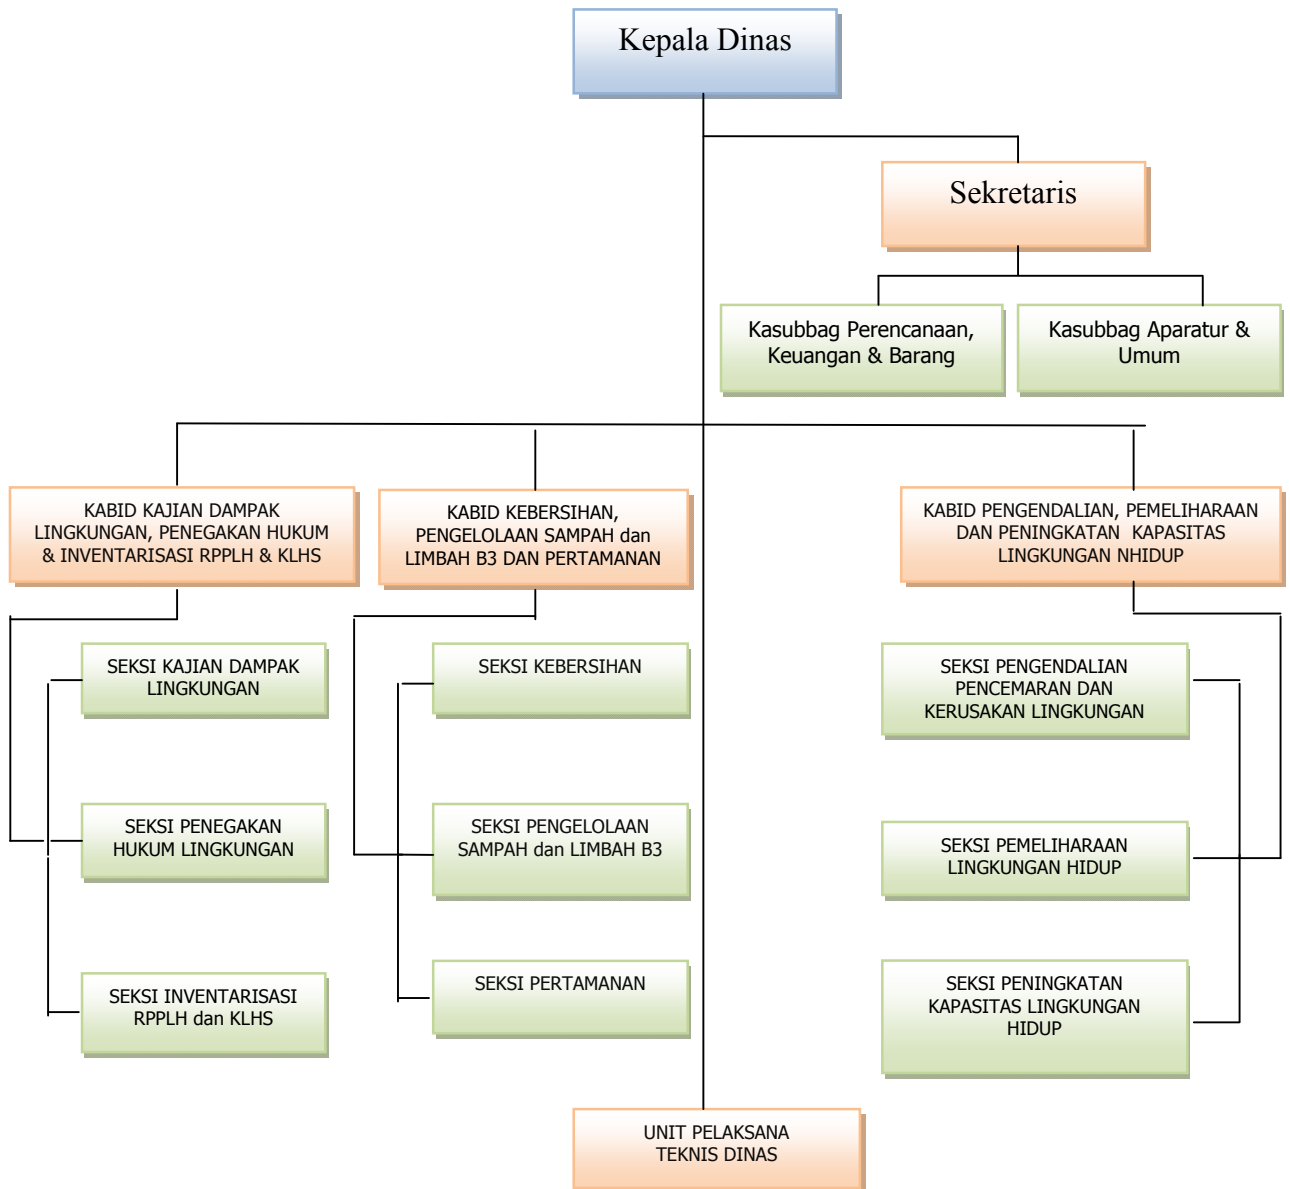 Kepala Dinas
Sekretaris
Kasubbag Perencanaan,
Keuangan & Barang
Kasubbag Aparatur &
Umum
KABID KAJIAN DAMPAK
LINGKUNGAN, PENEGAKAN HUKUM
& INVENTARISASI RPPLH & KLHS
KABID KEBERSIHAN,
PENGELOLAAN SAMPAH dan
LIMBAH B3 DAN PERTAMANAN
KABID PENGENDALIAN, PEMELIHARAAN
DAN PENINGKATAN KAPASITAS
LINGKUNGAN NHIDUP
SEKSI KAJIAN DAMPAK
LINGKUNGAN
SEKSI KEBERSIHAN
SEKSI PENGENDALIAN
PENCEMARAN DAN
KERUSAKAN LINGKUNGAN
SEKSI PENEGAKAN
HUKUM LINGKUNGAN
SEKSI PENGELOLAAN
SAMPAH dan LIMBAH B3
SEKSI PEMELIHARAAN
LINGKUNGAN HIDUP
SEKSI INVENTARISASI
RPPLH dan KLHS
SEKSI PERTAMANAN
SEKSI PENINGKATAN
KAPASITAS LINGKUNGAN
HIDUP
UNIT PELAKSANA
TEKNIS DINAS